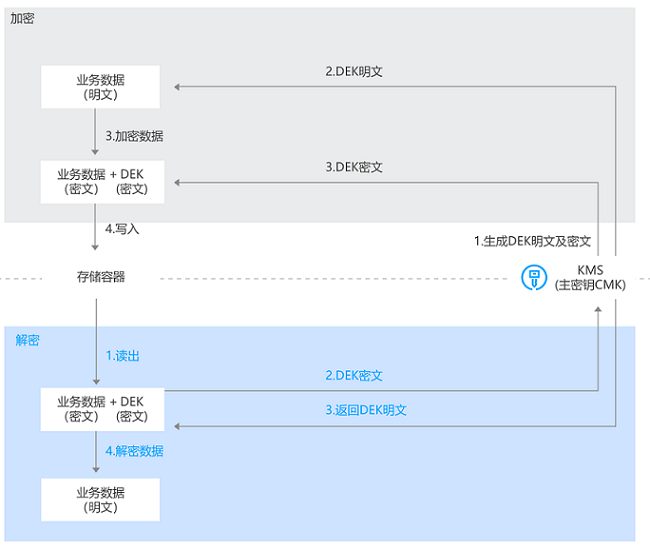 加密
业务数据
(明文)
2.DEK明文
3.加密数据
业务数据 + DEK
(密文) (密文)
3.DEK密文
4.写入
1.生成DEK明文及密文
存储容器
KMS
(主密钥CMK)
解密
1.读出
2.DEK密文
业务数据 + DEK
(密文) (密文)
3.返回DEK明文
4.解密数据
业务数据
(明文)